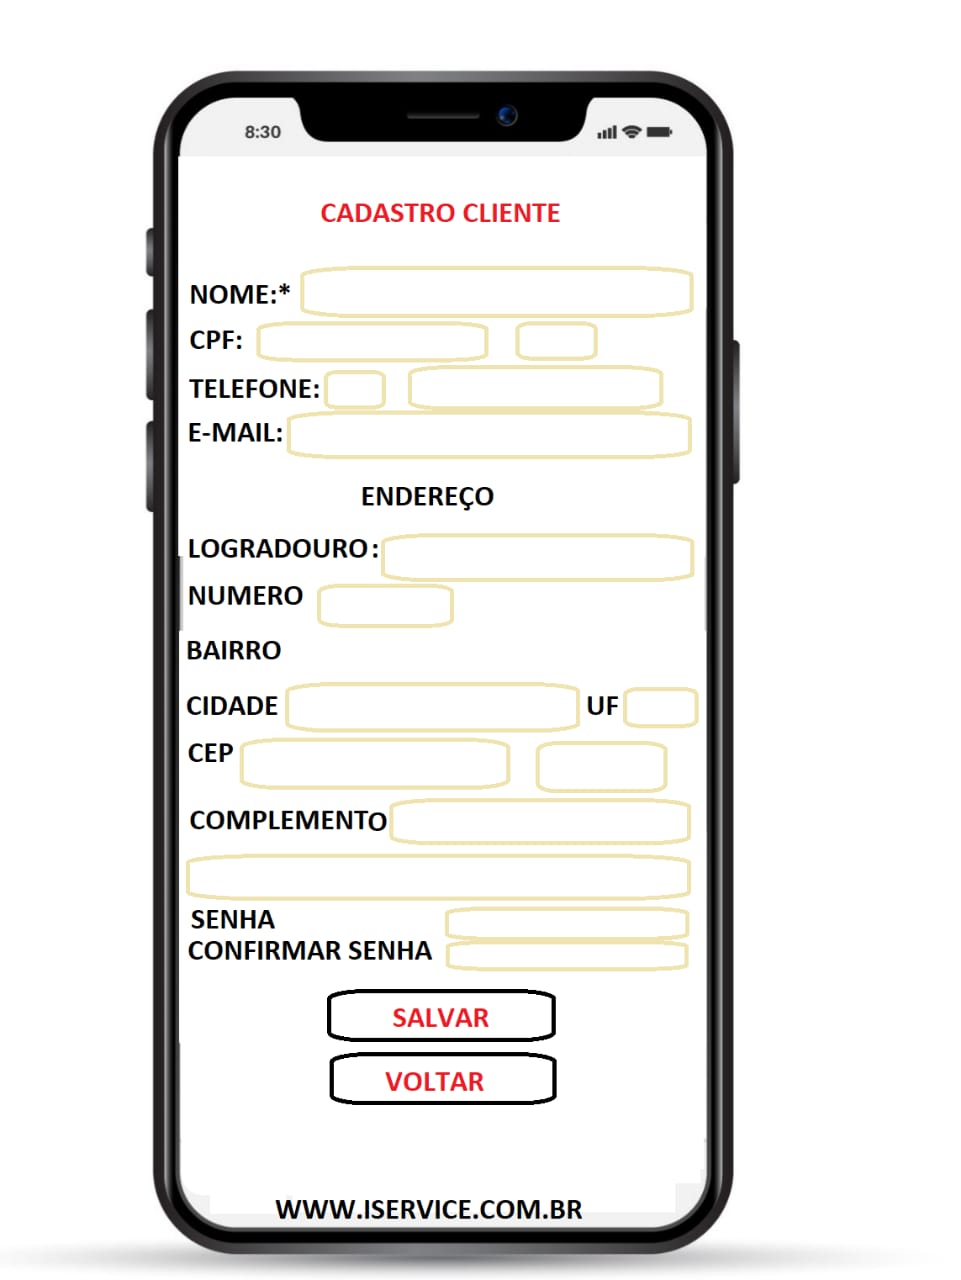 8:30
CADASTRO CLIENTE
NOME:*
CPF:
TELEFONE:
E-MAIL:
ENDEREÇO
LOGRADOURO:
NUMERO
BAIRRO
CIDADE UF
CEP
COMPLEMENTO
SENHA
CONFIRMAR SENHA
SALVAR
VOLTAR
WWW.ISERVICE.COM.BR